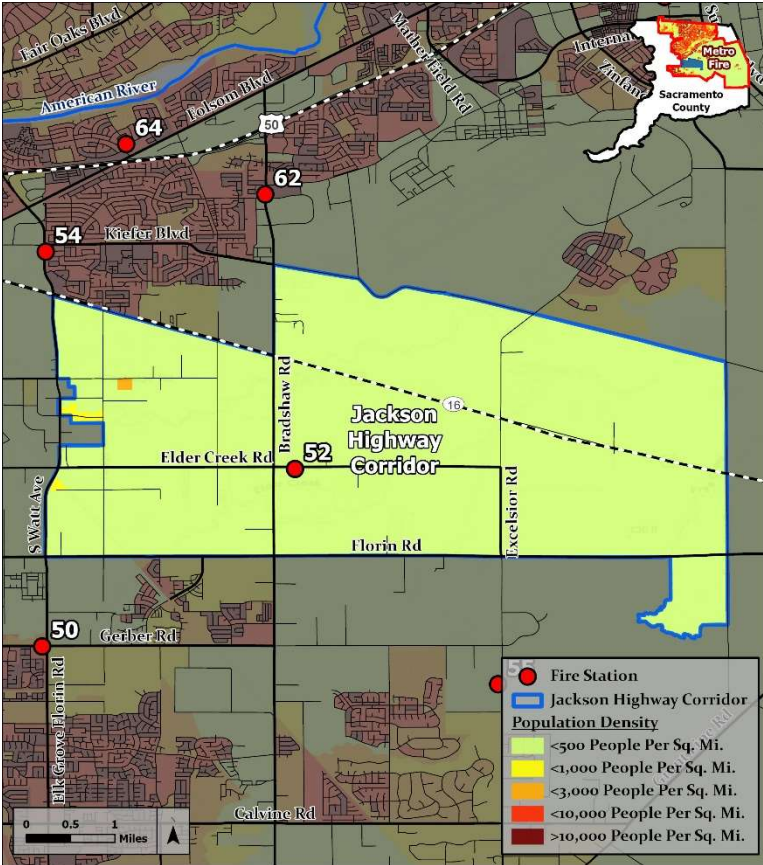 Fair Oaks Blvd
American River
64
Folsom Blvd
50
Mather Field Rd
Interna
Zinfan
Metro
Fire
Sacramento
County
62
54
Kiefer Blvd
Bradshaw Rd
16
Jackson
Highway
Corridor
Elder Creek Rd
52
S Watt Ave
Excelsior Rd
Florin Rd
50
Gerber Rd
Elk Grove Florin Rd
Calvine Rd
0 0.5 1
Miles
Fire Station
Jackson Highway Corridor
Population Density
<500 People Per Sq. Mi.
<1,000 People Per Sq. Mi.
<3,000 People Per Sq. Mi.
<10,000 People Per Sq. Mi.
>10,000 People Per Sq. Mi.